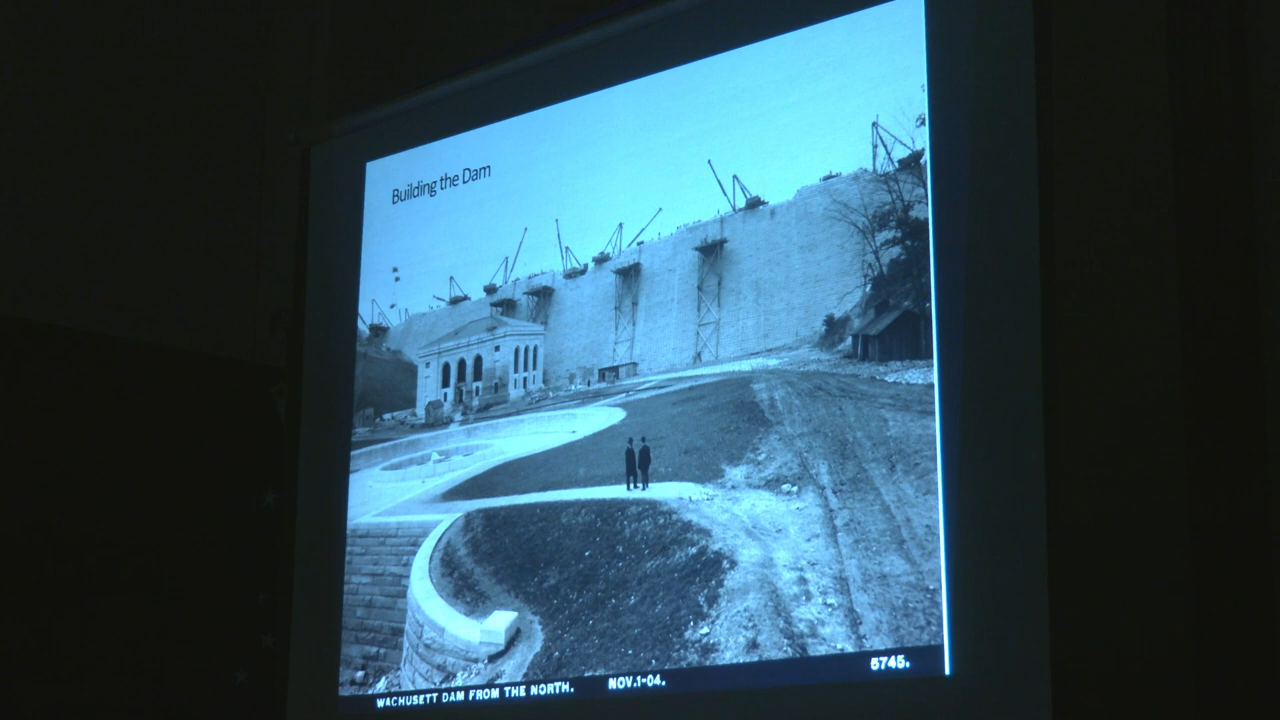 Building the Dam
WACHUSETT DAM FROM THE NORTH. NOV.1-04. 5745.